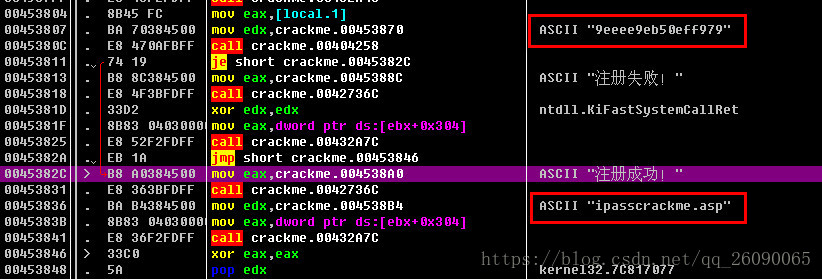 00453804 . 8B45 FC mov eax,[local.1]
00453807 . BA 70384500 mov edx,crackme.00453870 ASCII "9eeee9eb50eff979"
0045380C . E8 470AFBFF call crackme.00404258
00453811 . 74 19 je short crackme.0045382C
00453813 . B8 8C384500 mov eax,crackme.0045388C ASCII "注册失败!"
00453818 . E8 4F3BFDFF call crackme.0042736C
0045381D . 33D2 xor edx,edx ntdll.KiFastSystemCallRet
0045381F . 8B83 04030000 mov eax,dword ptr ds:[ebx+0x304]
00453825 . E8 52F2FDFF call crackme.00432A7C
0045382A . EB 1A jmp short crackme.00453846
0045382C > B8 A0384500 mov eax,crackme.004538A0 ASCII "注册成功!"
00453831 . E8 363BFDFF call crackme.0042736C
00453836 . BA B4384500 mov edx,crackme.004538B4 ASCII "ipasscrackme.asp"
0045383B . 8B83 04030000 mov eax,dword ptr ds:[ebx+0x304]
00453841 . E8 36F2FDFF call crackme.00432A7C
00453846 > 33C0 xor eax,eax
00453848 . 5A pop edx kernel32.7C817077
https://blog.csdn.net/qq_26090065